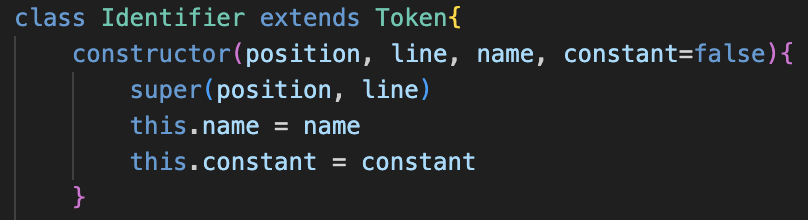 class Identifier extends Token{
    constructor(position, line, name, constant=false){
        super(position, line)
        this.name = name
        this.constant = constant
    }